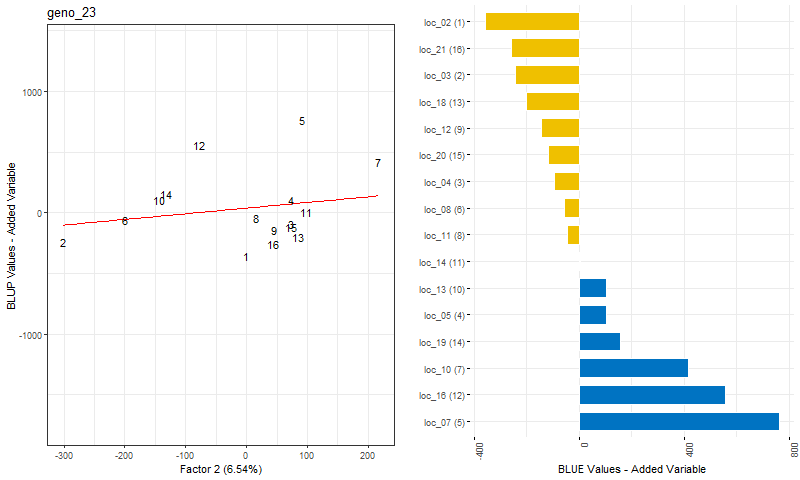 geno_23
BLUP Values - Added Variable
1000
0
-1000
5
12
7
14
10
4
11
6
8
3
9
15
13
2
16
1
-300
-200
-100
0
100
200
Factor 2 (6.54%)
loc_02 (1)
loc_21 (16)
loc_03 (2)
loc_18 (13)
loc_12 (9)
loc_20 (15)
loc_04 (3)
loc_08 (6)
loc_11 (8)
loc_14 (11)
loc_13 (10)
loc_05 (4)
loc_19 (14)
loc_10 (7)
loc_16 (12)
loc_07 (5)
-400
0
400
800
BLUE Values - Added Variable